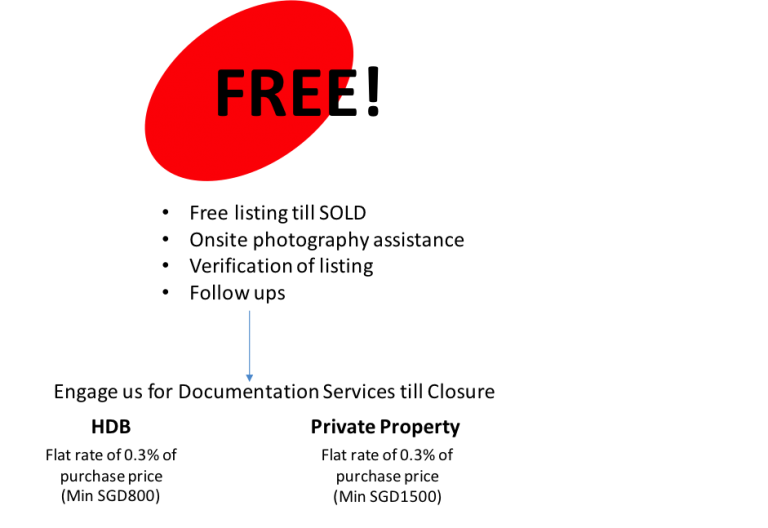 FREE!
• Free listing till SOLD
• Onsite photography assistance
• Verification of listing
• Follow ups
Engage us for Documentation Services till Closure
HDB
Flat rate of 0.3% of
purchase price
(Min SGD800)
Private Property
Flat rate of 0.3% of
purchase price
(Min SGD1500)